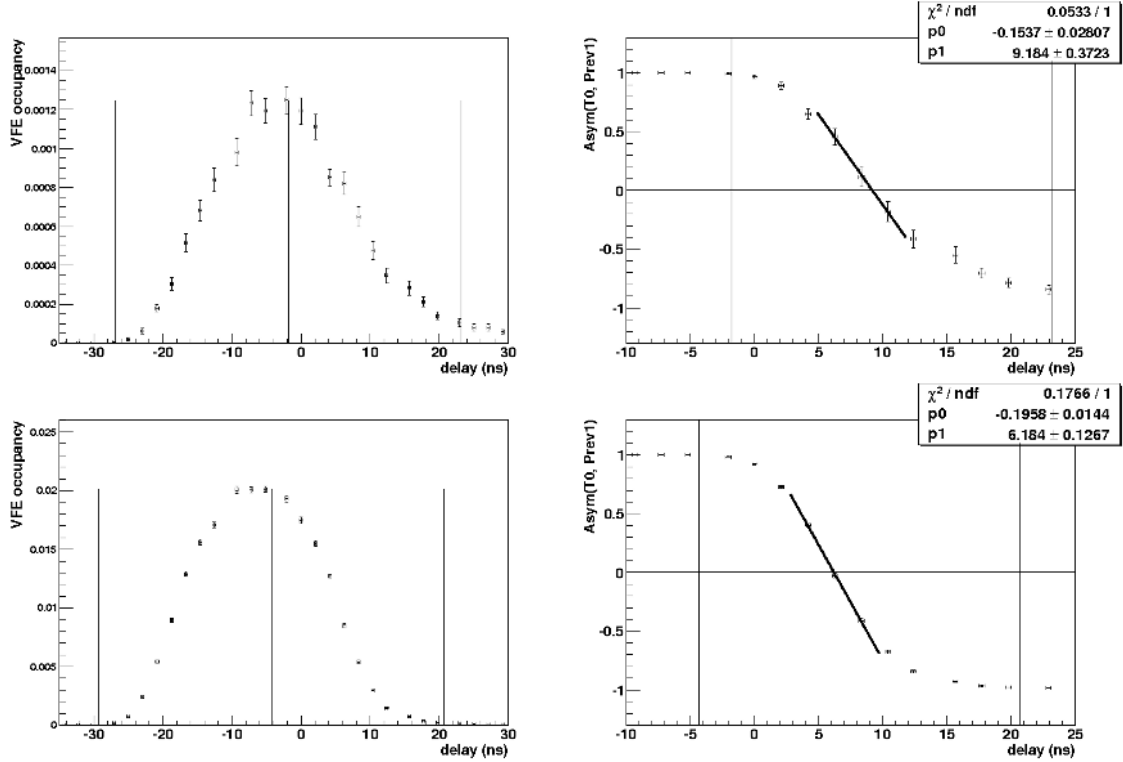 VFE occupancy
0.0014
0.0012
0.001
0.0008
0.0006
0.0004
0.0002
0
-30 -20 -10 0 10 20 30
delay (ns)
χ² / ndf 0.0533 / 1
p0 -0.1537 ± 0.02807
p1 9.184 ± 0.3723
Asym(T0, Prev1)
1
0.5
0
-0.5
-1
-10 -5 0 5 10 15 20 25
delay (ns)
VFE occupancy
0.025
0.02
0.015
0.01
0.005
0
-30 -20 -10 0 10 20 30
delay (ns)
χ² / ndf 0.1766 / 1
p0 -0.1958 ± 0.0144
p1 6.184 ± 0.1267
Asym(T0, Prev1)
1
0.5
0
-0.5
-1
-10 -5 0 5 10 15 20 25
delay (ns)